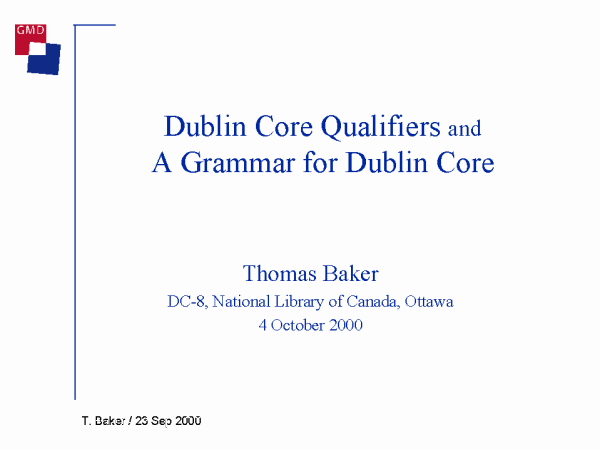 GMD
Dublin Core Qualifiers and
A Grammar for Dublin Core
Thomas Baker
DC-8, National Library of Canada, Ottawa
4 October 2000
T. Baker / 23 Sep 2000